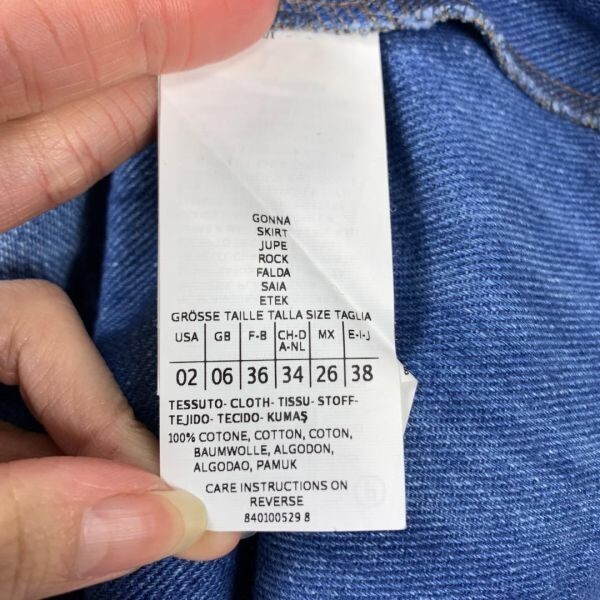 GONNA
SKIRT
JUPE
ROCK
FALDA
SAIA
ETEK
GRÖSSE TAILLE TALLA SIZE TAGLIA
USA GB F-B CH-D A-NL MX E-I-J
02 06 36 34 26 38
TESSUTO- CLOTH- TISSU- STOFF-
TEJIDO- TECIDO- KUMAŞ
100% COTONE, COTTON, COTON,
BAUMWOLLE, ALGODON,
ALGODAO, PAMUK
CARE INSTRUCTIONS ON
REVERSE
840100529 8